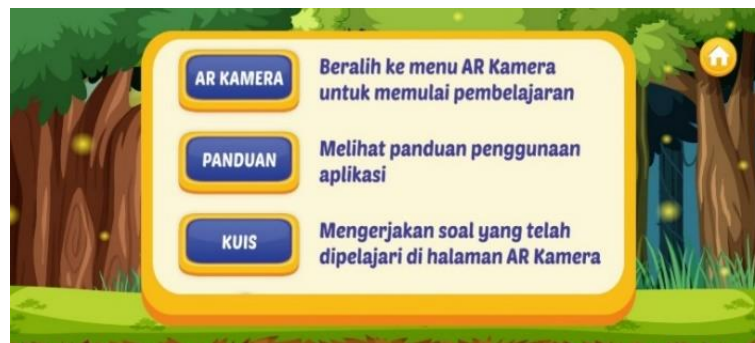 AR KAMERA
Beralih ke menu AR Kamera
untuk memulai pembelajaran
PANDUAN
Melihat panduan penggunaan
aplikasi
KUIS
Mengerjakan soal yang telah
dipelajari di halaman AR Kamera